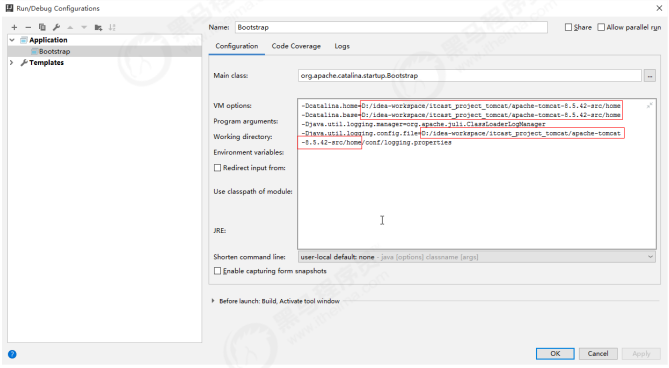 Run/Debug Configurations
Name: Bootstrap
Share
Allow parallel run
Application
Bootstrap
Templates
Configuration
Code Coverage
Logs
Main class: org.apache.catalina.startup.Bootstrap
VM options:
-Dcatalina.home=D:/idea-workspace/itcast_project_tomcat/apache-tomcat-8.5.42-src/home
-Dcatalina.base=D:/idea-workspace/itcast_project_tomcat/apache-tomcat-8.5.42-src/home
-Djava.util.logging.manager=org.apache.juli.ClassLoaderLogManager
-Djava.util.logging.config.file=D:/idea-workspace/itcast_project_tomcat/apache-tomcat
-8.5.42-src/home/conf/logging.properties
Program arguments:
Working directory:
Environment variables:
Redirect input from:
Use classpath of module:
JRE:
Shorten command line: user-local default: none - java [options] classname [args]
Enable capturing form snapshots
Before launch: Build, Activate tool window
OK
Cancel
Apply
黑马程序员